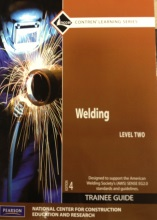 CONTREN LEARNING SERIES
Welding
LEVEL TWO
4
Designed to support the American
Welding Society's (AWS) SENSE EG2.0
standards and guidelines.
TRAINEE GUIDE
PEARSON
NATIONAL CENTER FOR CONSTRUCTION
EDUCATION AND RESEARCH